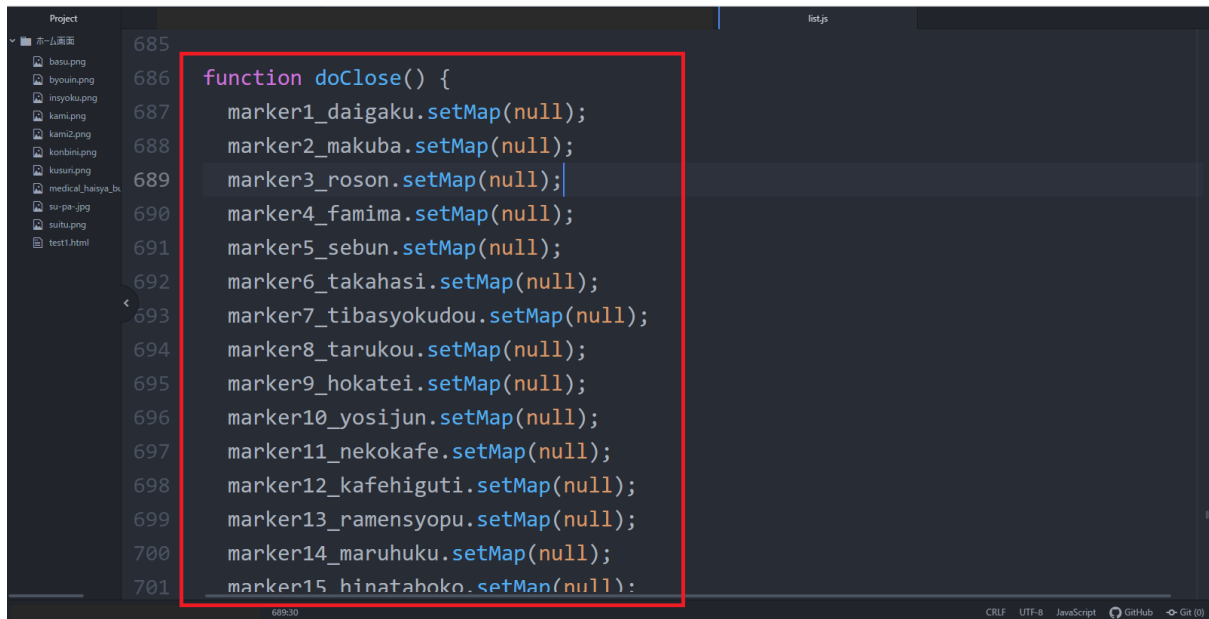 Project
list.js
ホーム画面
basu.png
byouin.png
insyoku.png
kami.png
kami2.png
konbini.png
kusuri.png
medical_haisya_bu
su-pa-.jpg
suitu.png
test1.html
685
686 function doClose() {
687 marker1_daigaku.setMap(null);
688 marker2_makuba.setMap(null);
689 marker3_roson.setMap(null);
690 marker4_famima.setMap(null);
691 marker5_sebun.setMap(null);
692 marker6_takahasi.setMap(null);
693 marker7_tibasyokudou.setMap(null);
694 marker8_tarukou.setMap(null);
695 marker9_hokatei.setMap(null);
696 marker10_yosijun.setMap(null);
697 marker11_nekokafe.setMap(null);
698 marker12_kafehiguti.setMap(null);
699 marker13_ramensyopu.setMap(null);
700 marker14_maruhuku.setMap(null);
701 marker15_hinataboko.setMap(null);
689:30
CRLF UTF-8 JavaScript GitHub Git (0)